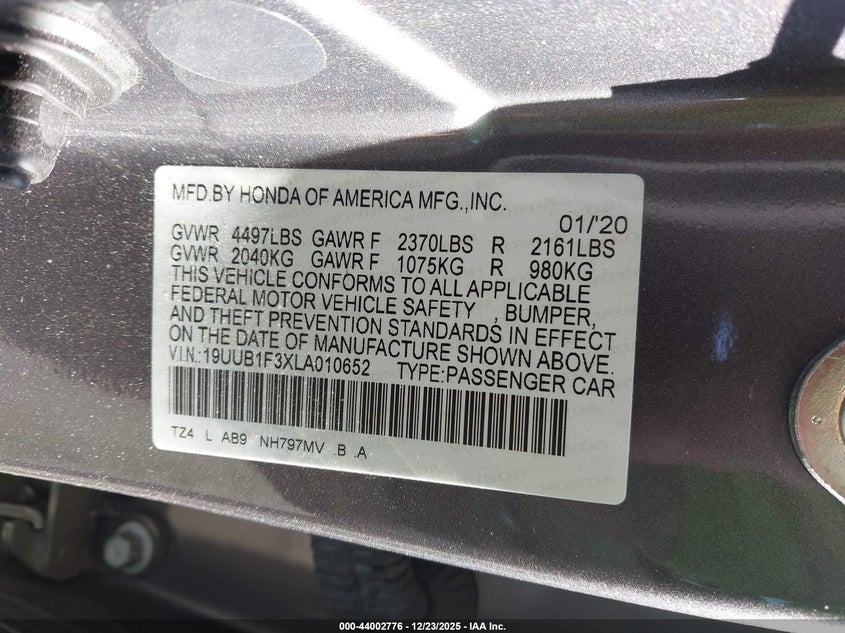 MFD.BY HONDA OF AMERICA MFG.,INC.
01/'20
GVWR 4497LBS GAWR F 2370LBS R 2161LBS
GVWR 2040KG GAWR F 1075KG R 980KG
THIS VEHICLE CONFORMS TO ALL APPLICABLE
FEDERAL MOTOR VEHICLE SAFETY , BUMPER,
AND THEFT PREVENTION STANDARDS IN EFFECT
ON THE DATE OF MANUFACTURE SHOWN ABOVE.
V.I.N.:19UUB1F3XLA010652 TYPE:PASSENGER CAR
TZ4 L AB9 NH797MV .B .A
000-44002776 - 12/23/2025 - IAA Inc.